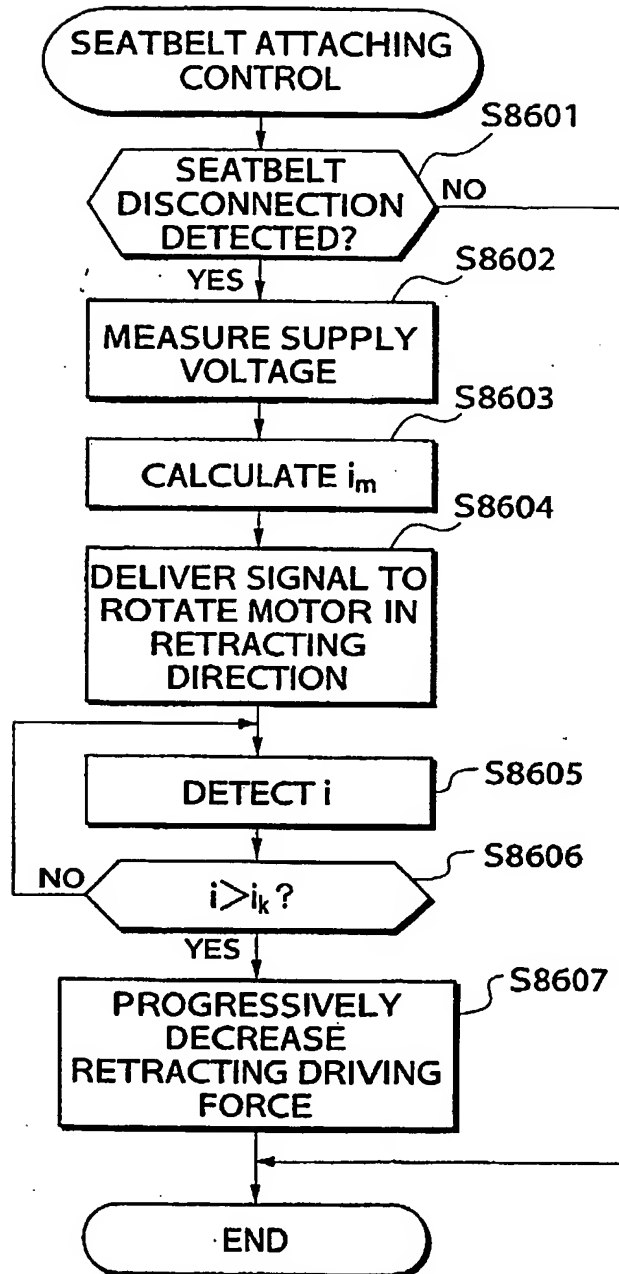 SEATBELT ATTACHING
CONTROL
S8601
SEATBELT
DISCONNECTION
DETECTED?
NO
YES
S8602
MEASURE SUPPLY
VOLTAGE
S8603
CALCULATE im
S8604
DELIVER SIGNAL TO
ROTATE MOTOR IN
RETRACTING
DIRECTION
DETECT i
S8605
S8606
NO
i>ik?
YES
S8607
PROGRESSIVELY
DECREASE
RETRACTING DRIVING
FORCE
END